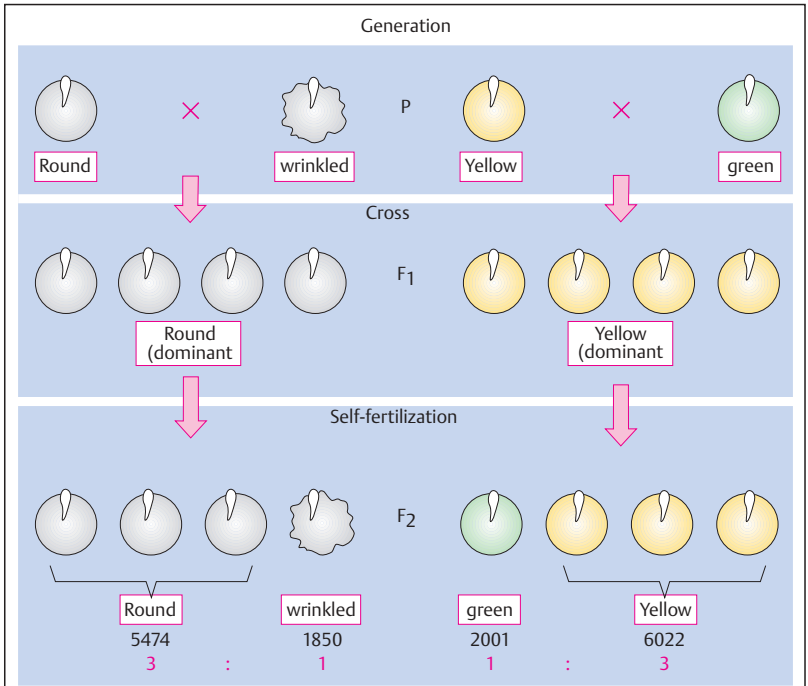 Generation
× P ×
Round wrinkled Yellow green
Cross
F1
Round
(dominant
Yellow
(dominant
Self-fertilization
F2
Round wrinkled green Yellow
5474 1850 2001 6022
3 : 1 1 : 3